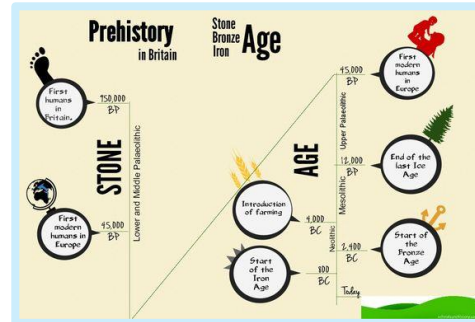 Prehistory
in Britain
Stone
Bronze
Iron
Age
First
humans
in
Britain.
950,000
BP
STONE
Lower and Middle Palaeolithic
First
modern
humans in
Europe
45,000
BP
45,000
BP
First
modern
humans
in
Europe
Upper Palaeolithic
AGE
12,000
BP
End of the
last Ice
Age
Mesolithic
Introduction
of farming
4,000
BC
Neolithic
2,400
BC
Start
of the
Bronze
Age
Start
of the
Iron
Age
800
BC
Today